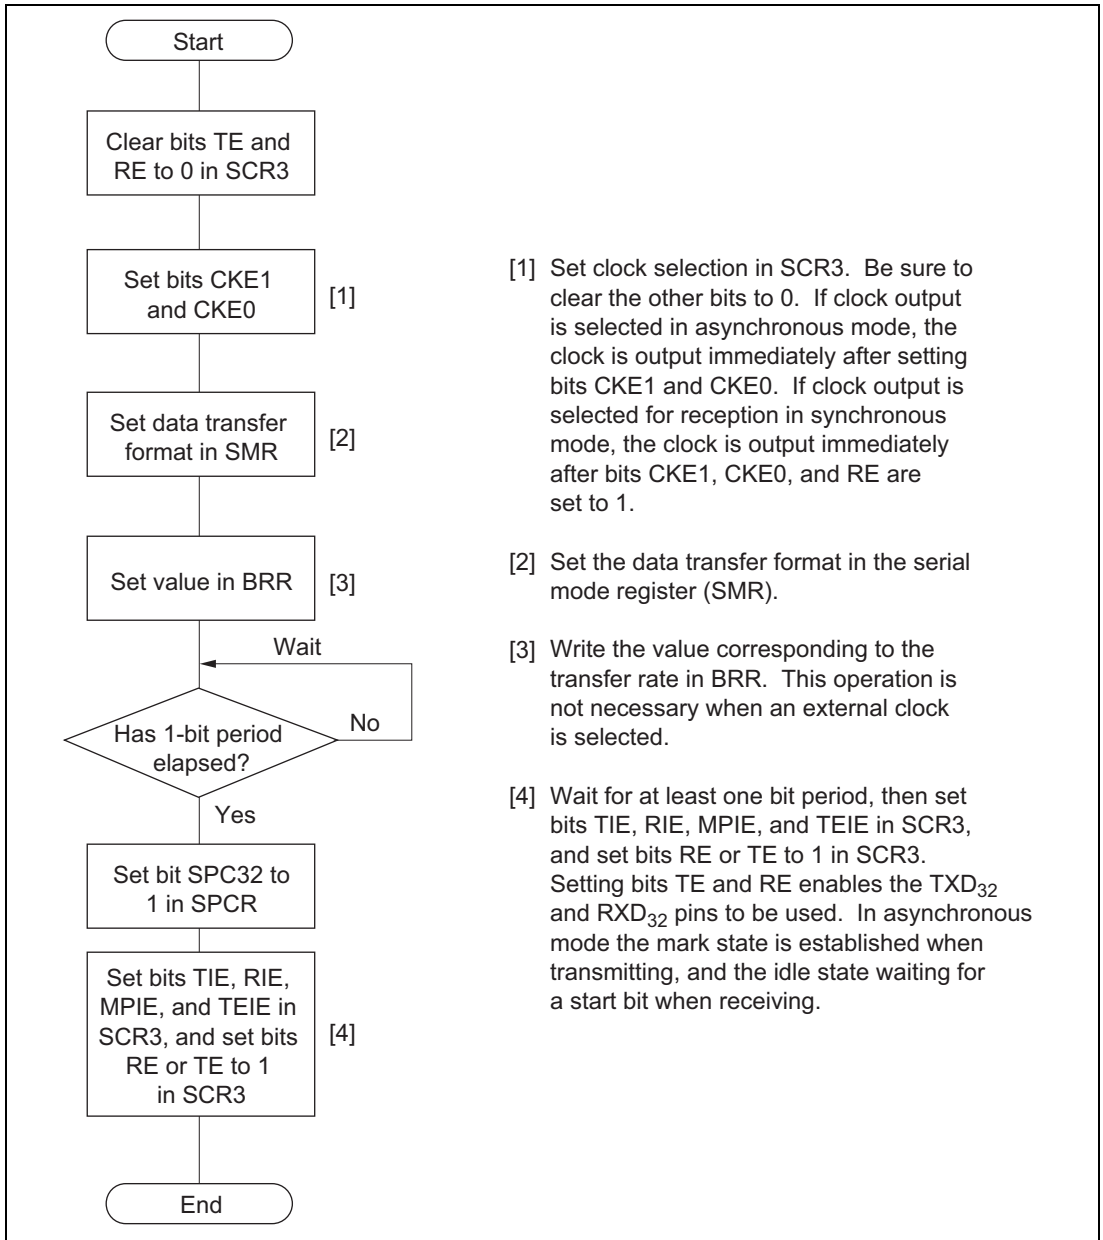 Start
Clear bits TE and
RE to 0 in SCR3
Set bits CKE1
and CKE0
[1]
Set data transfer
format in SMR
[2]
Set value in BRR
[3]
Wait
Has 1-bit period
elapsed?
No
Yes
Set bit SPC32 to
1 in SPCR
Set bits TIE, RIE,
MPIE, and TEIE in
SCR3, and set bits
RE or TE to 1
in SCR3
[4]
End
[1] Set clock selection in SCR3. Be sure to
clear the other bits to 0. If clock output
is selected in asynchronous mode, the
clock is output immediately after setting
bits CKE1 and CKE0. If clock output is
selected for reception in synchronous
mode, the clock is output immediately
after bits CKE1, CKE0, and RE are
set to 1.
[2] Set the data transfer format in the serial
mode register (SMR).
[3] Write the value corresponding to the
transfer rate in BRR. This operation is
not necessary when an external clock
is selected.
[4] Wait for at least one bit period, then set
bits TIE, RIE, MPIE, and TEIE in SCR3,
and set bits RE or TE to 1 in SCR3.
Setting bits TE and RE enables the TXD32
and RXD32 pins to be used. In asynchronous
mode the mark state is established when
transmitting, and the idle state waiting for
a start bit when receiving.